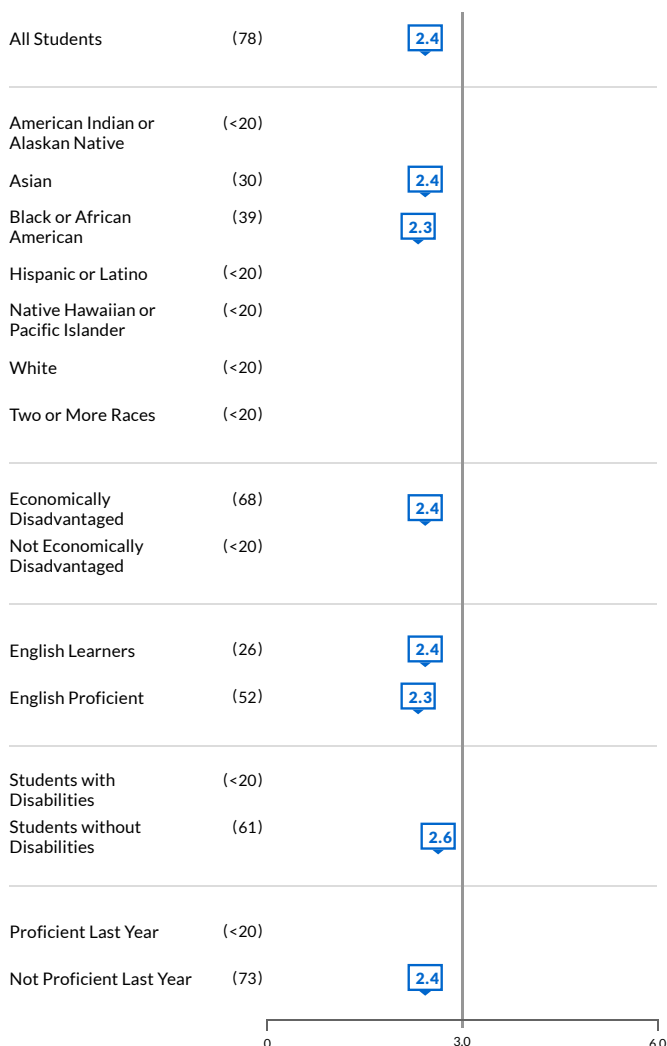 All Students (78) 2.4
American Indian or (<20)
Alaskan Native
Asian (30) 2.4
Black or African (39) 2.3
American
Hispanic or Latino (<20)
Native Hawaiian or (<20)
Pacific Islander
White (<20)
Two or More Races (<20)
Economically (68) 2.4
Disadvantaged
Not Economically (<20)
Disadvantaged
English Learners (26) 2.4
English Proficient (52) 2.3
Students with (<20)
Disabilities
Students without (61) 2.6
Disabilities
Proficient Last Year (<20)
Not Proficient Last Year (73) 2.4
0 3.0 6.0